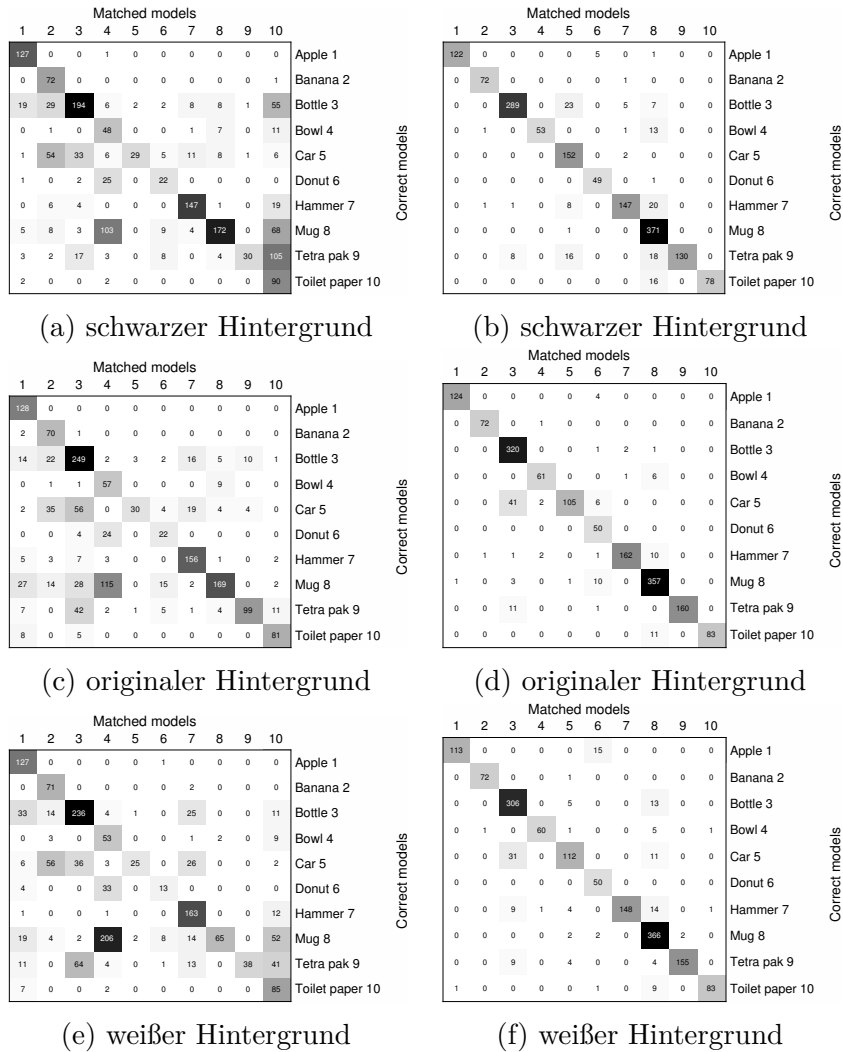 Matched models
1 2 3 4 5 6 7 8 9 10
127 0 0 1 0 0 0 0 0 0 Apple 1
0 72 0 0 0 0 0 0 0 1 Banana 2
19 29 194 6 2 2 8 8 1 55 Bottle 3
0 1 0 48 0 0 1 7 0 11 Bowl 4
1 54 33 6 29 5 11 8 1 6 Car 5
1 0 2 25 0 22 0 0 0 0 Donut 6
0 6 4 0 0 0 147 1 0 19 Hammer 7
5 8 3 103 0 9 4 172 0 68 Mug 8
3 2 17 3 0 8 0 4 30 105 Tetra pak 9
2 0 0 2 0 0 0 0 0 90 Toilet paper 10
Correct models
(a) schwarzer Hintergrund
Matched models
1 2 3 4 5 6 7 8 9 10
122 0 0 0 0 5 0 1 0 0 Apple 1
0 72 0 0 0 0 1 0 0 0 Banana 2
0 0 289 0 23 0 5 7 0 0 Bottle 3
0 1 0 53 0 0 1 13 0 0 Bowl 4
0 0 0 0 152 0 2 0 0 0 Car 5
0 0 0 0 0 49 0 1 0 0 Donut 6
0 1 1 0 8 0 147 20 0 0 Hammer 7
0 0 0 0 1 0 0 371 0 0 Mug 8
0 0 8 0 16 0 0 18 130 0 Tetra pak 9
0 0 0 0 0 0 0 16 0 78 Toilet paper 10
Correct models
(b) schwarzer Hintergrund
Matched models
1 2 3 4 5 6 7 8 9 10
128 0 0 0 0 0 0 0 0 0 Apple 1
2 70 1 0 0 0 0 0 0 0 Banana 2
14 22 249 2 3 2 16 5 10 1 Bottle 3
0 1 1 57 0 0 0 9 0 0 Bowl 4
2 35 56 0 30 4 19 4 4 0 Car 5
0 0 4 24 0 22 0 0 0 0 Donut 6
5 3 7 3 0 0 156 1 0 2 Hammer 7
27 14 28 115 0 15 2 169 0 2 Mug 8
7 0 42 2 1 5 1 4 99 11 Tetra pak 9
8 0 5 0 0 0 0 0 0 81 Toilet paper 10
Correct models
(c) originaler Hintergrund
Matched models
1 2 3 4 5 6 7 8 9 10
124 0 0 0 0 4 0 0 0 0 Apple 1
0 72 0 1 0 0 0 0 0 0 Banana 2
0 0 320 0 0 1 2 1 0 0 Bottle 3
0 0 0 61 0 0 1 6 0 0 Bowl 4
0 0 41 2 105 6 0 0 0 0 Car 5
0 0 0 0 0 50 0 0 0 0 Donut 6
0 1 1 2 0 1 162 10 0 0 Hammer 7
1 0 3 0 1 10 0 357 0 0 Mug 8
0 0 11 0 0 1 0 0 160 0 Tetra pak 9
0 0 0 0 0 0 0 11 0 83 Toilet paper 10
Correct models
(d) originaler Hintergrund
Matched models
1 2 3 4 5 6 7 8 9 10
127 0 0 0 0 1 0 0 0 0 Apple 1
0 71 0 0 0 0 2 0 0 0 Banana 2
33 14 236 4 1 0 25 0 0 11 Bottle 3
0 3 0 53 0 0 1 2 0 9 Bowl 4
6 56 36 3 25 0 26 0 0 2 Car 5
4 0 0 33 0 13 0 0 0 0 Donut 6
1 0 0 1 0 0 163 0 0 12 Hammer 7
19 4 2 206 2 8 14 65 0 52 Mug 8
11 0 64 4 0 1 13 0 38 41 Tetra pak 9
7 0 0 2 0 0 0 0 0 85 Toilet paper 10
Correct models
(e) weißer Hintergrund
Matched models
1 2 3 4 5 6 7 8 9 10
113 0 0 0 0 15 0 0 0 0 Apple 1
0 72 0 0 1 0 0 0 0 0 Banana 2
0 0 306 0 5 0 0 13 0 0 Bottle 3
0 1 0 60 1 0 0 5 0 1 Bowl 4
0 0 31 0 112 0 0 11 0 0 Car 5
0 0 0 0 0 50 0 0 0 0 Donut 6
0 0 9 1 4 0 148 14 0 1 Hammer 7
0 0 0 0 2 2 0 366 2 0 Mug 8
0 0 9 0 4 0 0 4 155 0 Tetra pak 9
1 0 0 0 0 1 0 9 0 83 Toilet paper 10
Correct models
(f) weißer Hintergrund